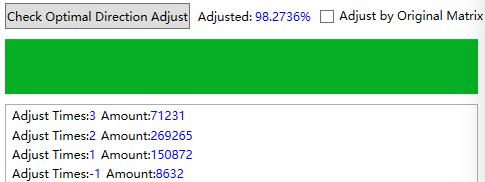 Check Optimal Direction Adjust Adjusted: 98.2736% Adjust by Original Matrix
Adjust Times:3 Amount:71231
Adjust Times:2 Amount:269265
Adjust Times:1 Amount:150872
Adjust Times:-1 Amount:8632